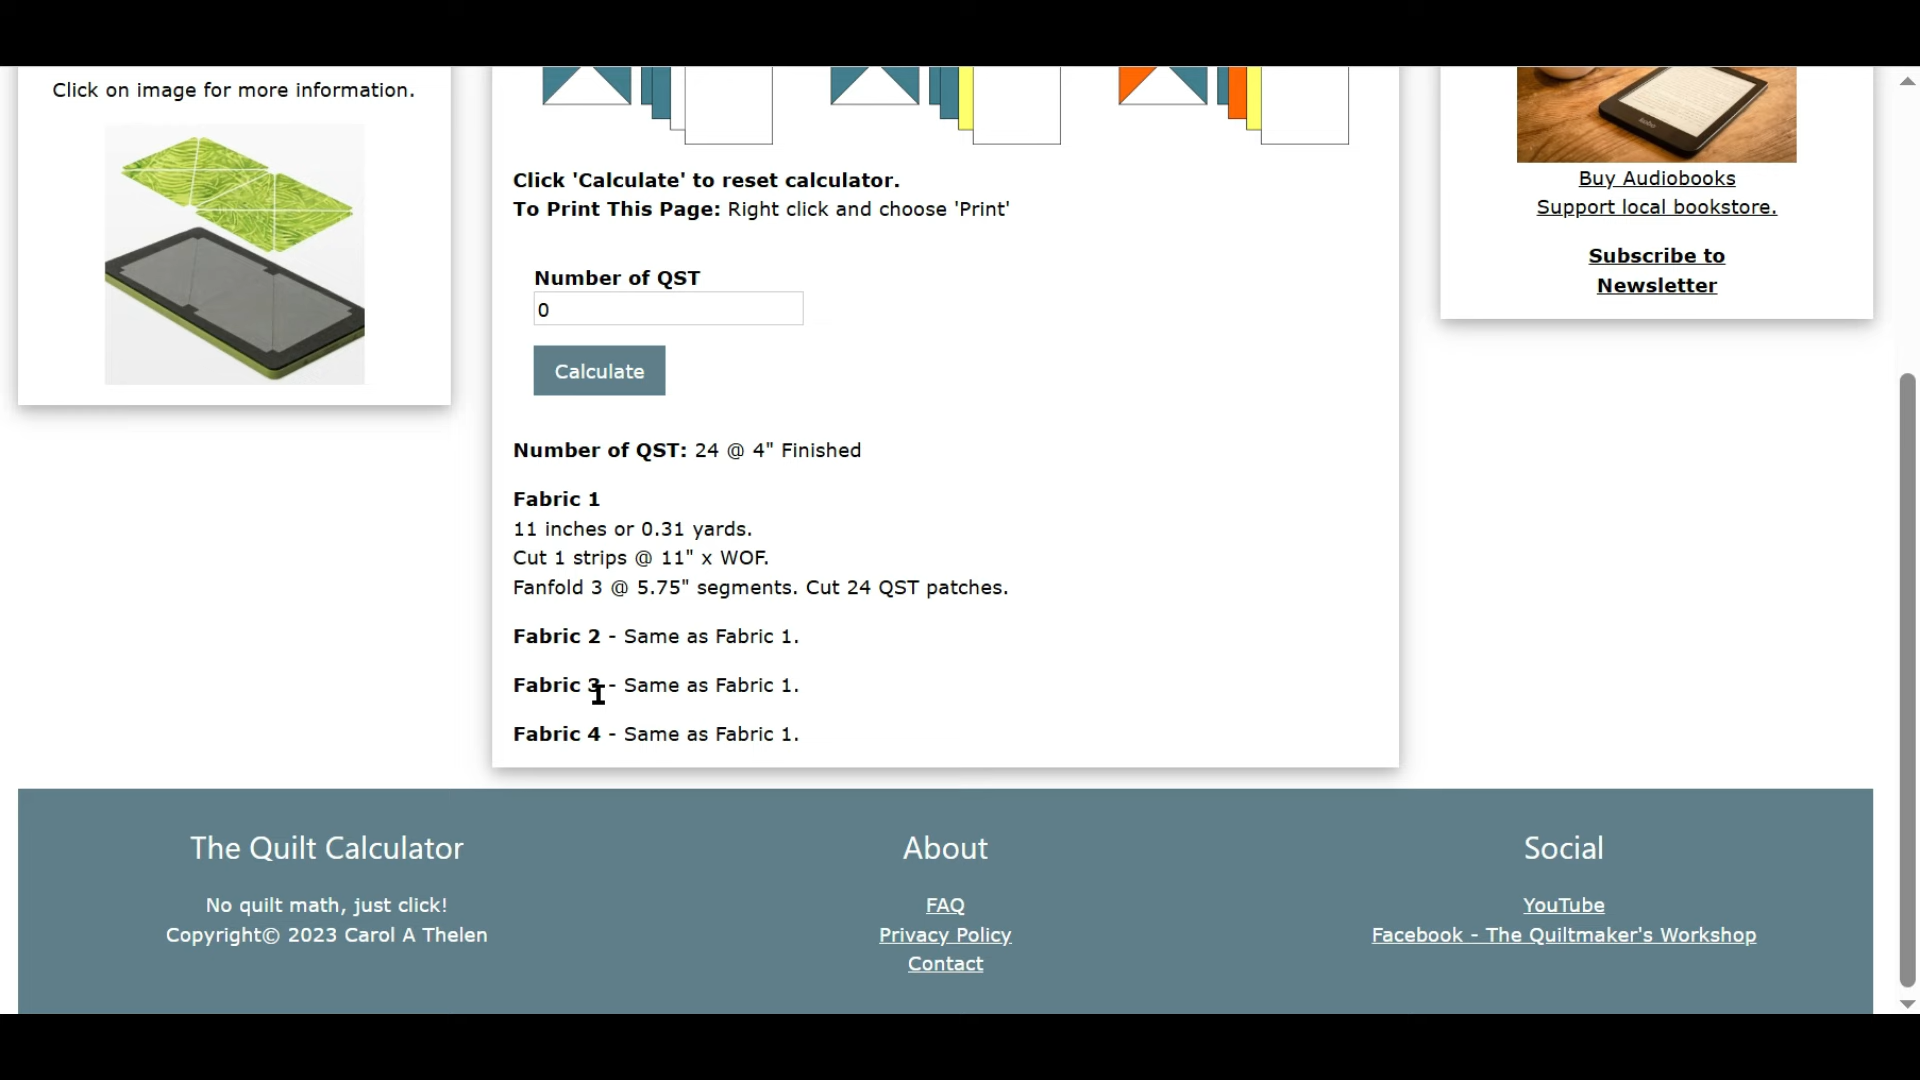 Click on image for more information.
Click 'Calculate' to reset calculator.
To Print This Page: Right click and choose 'Print'
Number of QST
0
Calculate
Number of QST: 24 @ 4" Finished
Fabric 1
11 inches or 0.31 yards.
Cut 1 strips @ 11" x WOF.
Fanfold 3 @ 5.75" segments. Cut 24 QST patches.
Fabric 2 - Same as Fabric 1.
Fabric 3 - Same as Fabric 1.
Fabric 4 - Same as Fabric 1.
Buy Audiobooks
Support local bookstore.
Subscribe to
Newsletter
The Quilt Calculator
No quilt math, just click!
Copyright© 2023 Carol A Thelen
About
FAQ
Privacy Policy
Contact
Social
YouTube
Facebook - The Quiltmaker's Workshop